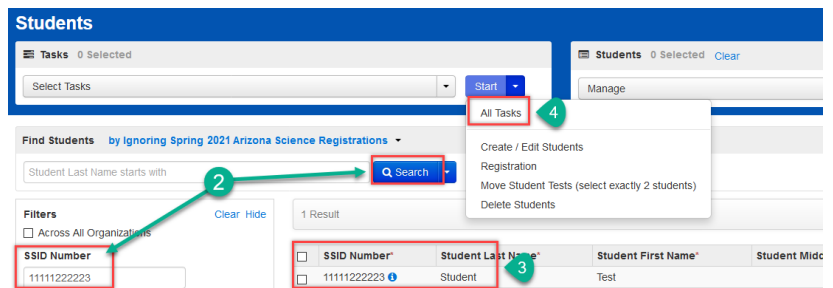 Students
Tasks 0 Selected
Students 0 Selected Clear
Select Tasks
Start
Manage
All Tasks
4
Create / Edit Students
Registration
Move Student Tests (select exactly 2 students)
Delete Students
Find Students by Ignoring Spring 2021 Arizona Science Registrations
Student Last Name starts with
Search
2
Filters Clear Hide
1 Result
Across All Organizations
SSID Number
11111222223
SSID Number* Student Last Name* Student First Name* Student Midd
11111222223 Student Test
3